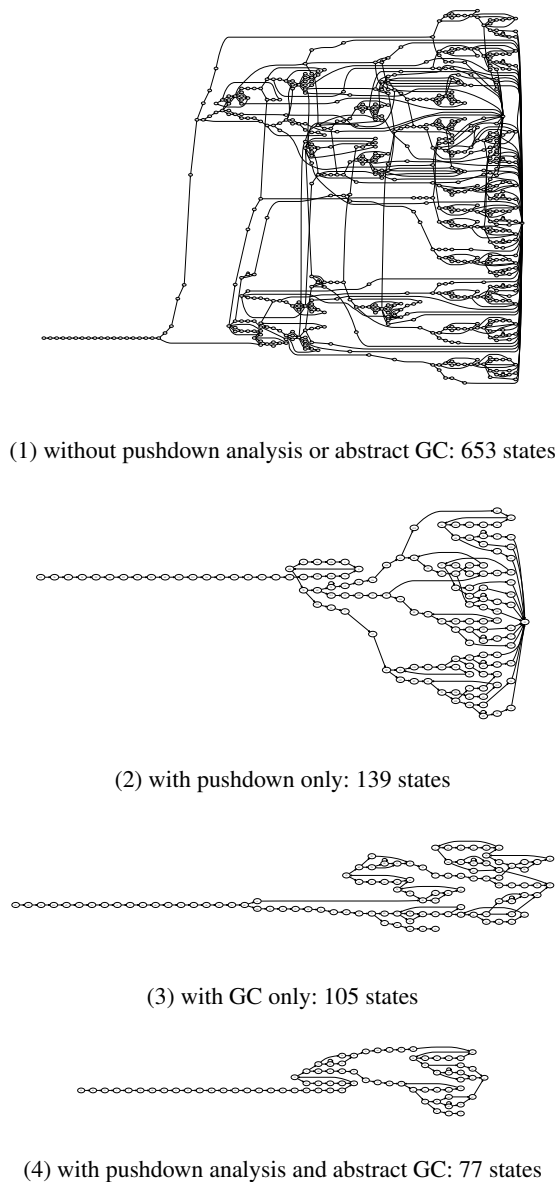 (1) without pushdown analysis or abstract GC: 653 states
(2) with pushdown only: 139 states
(3) with GC only: 105 states
(4) with pushdown analysis and abstract GC: 77 states